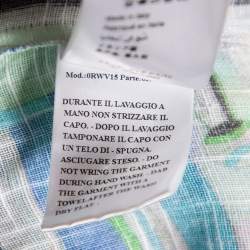 Mod.:0RWV15 Parte:
DURANTE IL LAVAGGIO A
MANO NON STRIZZARE IL
CAPO. - DOPO IL LAVAGGIO
TAMPONARE IL CAPO CON
UN TELO DI - SPUGNA.
ASCIUGARE STESO. - DO
NOT WRING THE GARMENT
DURING HAND WASH - DAB
THE GARMENT WITH A
TOWELAFTER THE WASH.
DRY FLAT -